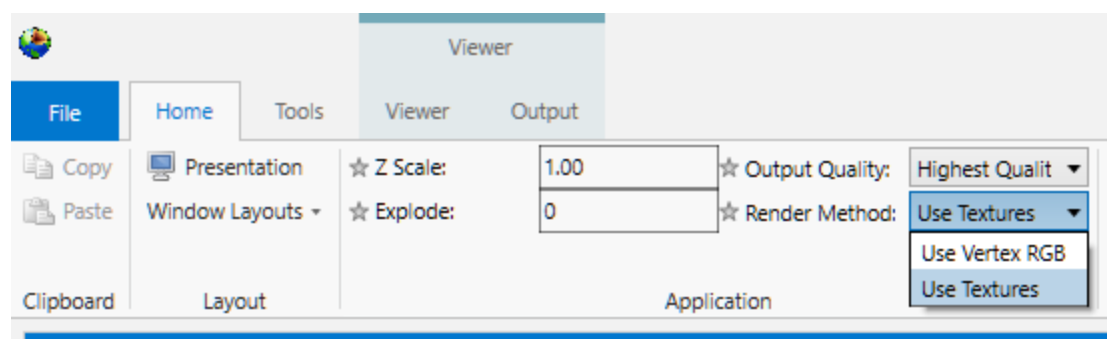 Viewer
File Home Tools Viewer Output
Copy Presentation Z Scale: 1.00 Output Quality: Highest Qualit
Paste Window Layouts Explode: 0 Render Method: Use Textures
Use Vertex RGB
Use Textures
Clipboard Layout Application